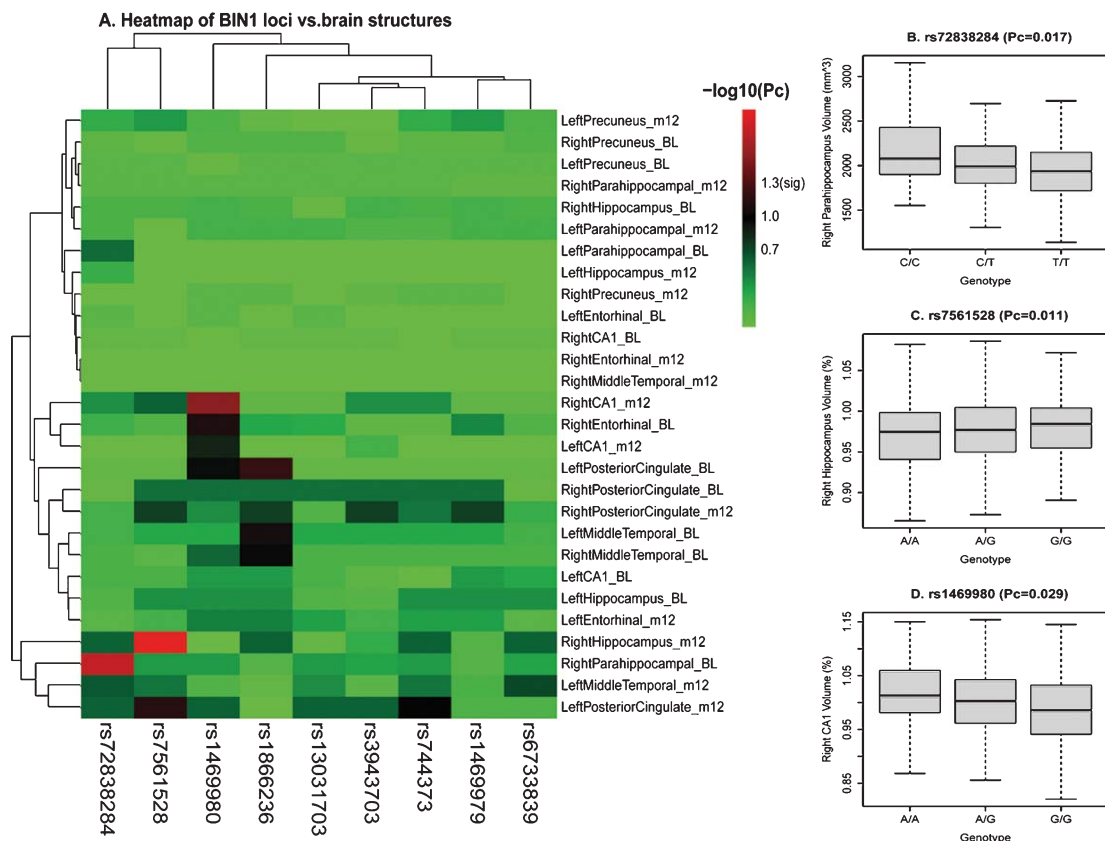 A. Heatmap of BIN1 loci vs.brain structures
−log10(Pc)
1.3(sig)
1.0
0.7
LeftPrecuneus_m12
RightPrecuneus_BL
LeftPrecuneus_BL
RightParahippocampal_m12
RightHippocampus_BL
LeftParahippocampal_m12
LeftParahippocampal_BL
LeftHippocampus_m12
RightPrecuneus_m12
LeftEntorhinal_BL
RightCA1_BL
RightEntorhinal_m12
RightMiddleTemporal_m12
RightCA1_m12
RightEntorhinal_BL
LeftCA1_m12
LeftPosteriorCingulate_BL
RightPosteriorCingulate_BL
RightPosteriorCingulate_m12
LeftMiddleTemporal_BL
RightMiddleTemporal_BL
LeftCA1_BL
LeftHippocampus_BL
LeftEntorhinal_m12
RightHippocampus_m12
RightParahippocampal_BL
LeftMiddleTemporal_m12
LeftPosteriorCingulate_m12
rs72838284
rs7561528
rs1469980
rs1866236
rs13031703
rs3943703
rs744373
rs1469979
rs6733839
B. rs72838284 (Pc=0.017)
Right Parahippocampus Volume (mm^3)
3000
2500
2000
1500
C/C C/T T/T
Genotype
C. rs7561528 (Pc=0.011)
Right Hippocampus Volume (%)
1.05
1.00
0.95
0.90
A/A A/G G/G
Genotype
D. rs1469980 (Pc=0.029)
Right CA1 Volume (%)
1.15
1.05
0.95
0.85
A/A A/G G/G
Genotype